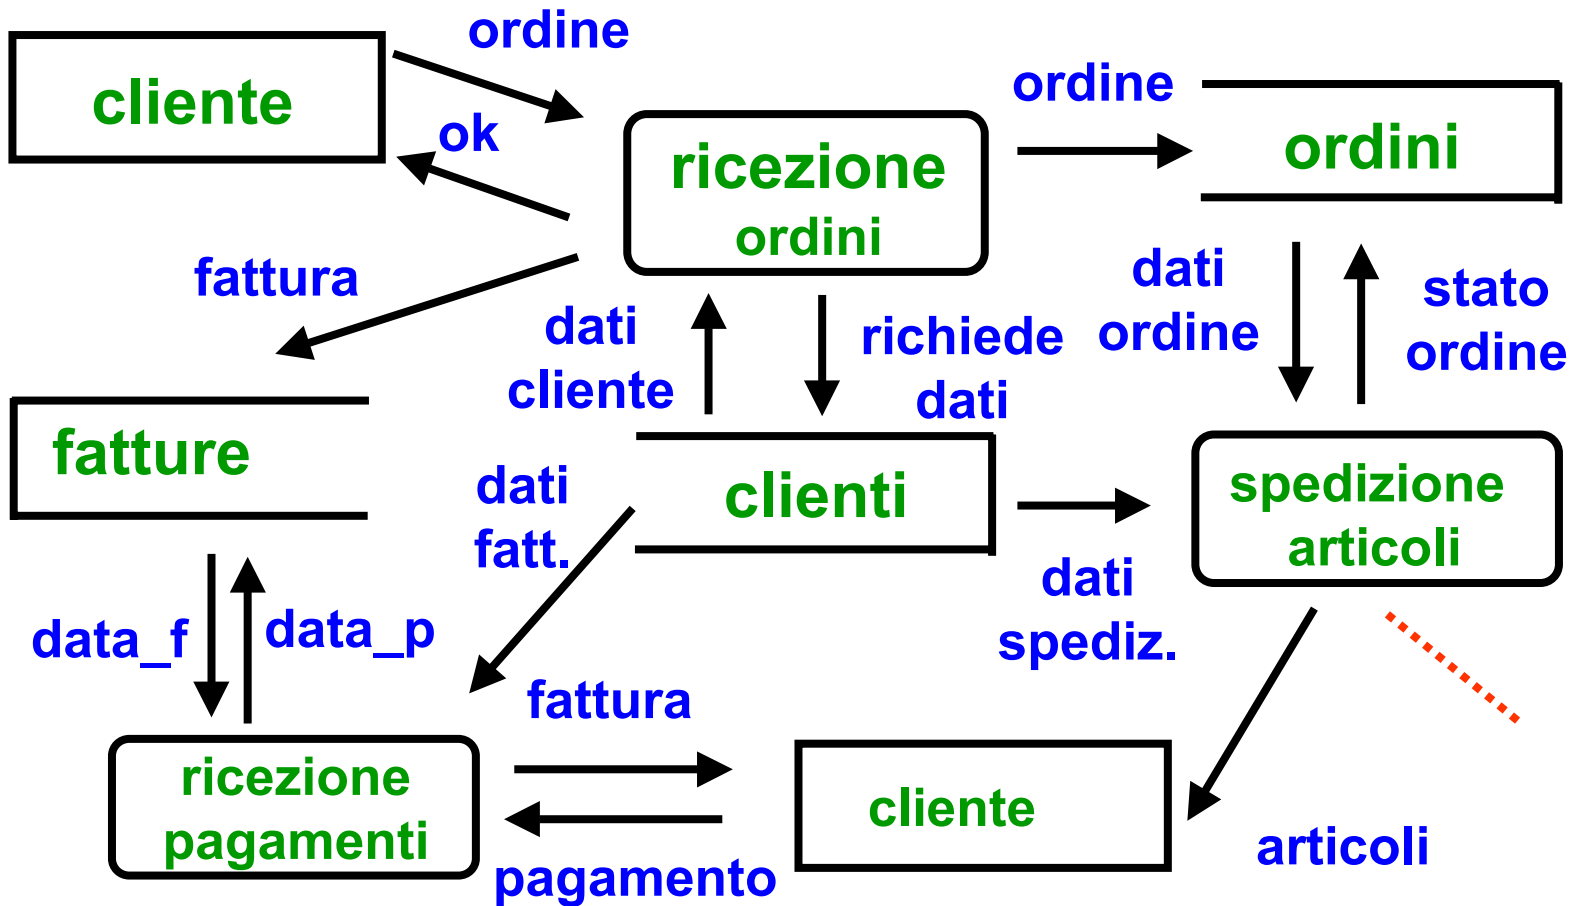 ordine
cliente
ok
ricezione
ordini
ordine
ordini
fattura
dati
cliente
richiede
dati
dati
ordine
stato
ordine
fatture
dati
fatt.
clienti
spedizione
articoli
dati
spediz.
data_f
data_p
fattura
ricezione
pagamenti
cliente
pagamento
articoli